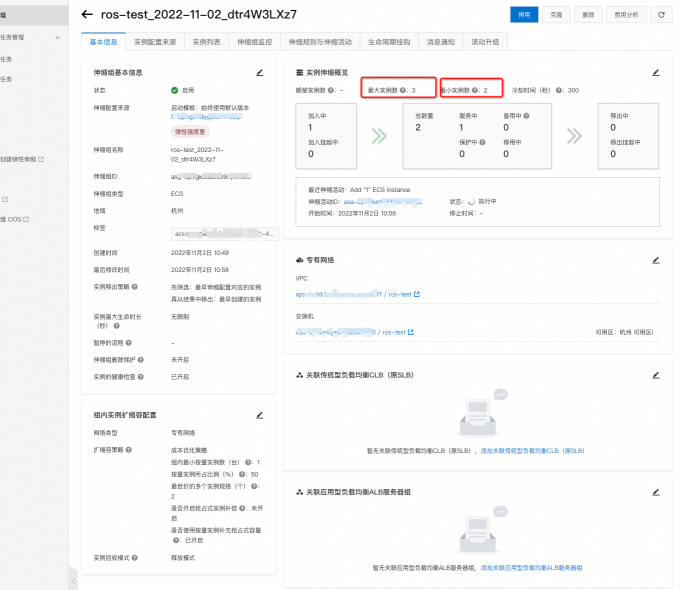 理
任务管理
任务
任务
创建弹性伸缩
维 OOS
ros-test_2022-11-02_dtr4W3LXz7
停用
克隆
删除
费用分析
基本信息
实例配置来源
实例列表
伸缩组监控
伸缩规则与伸缩活动
生命周期挂钩
消息通知
滚动升级
伸缩组基本信息
状态 启用
伸缩配置来源 启动模板：始终使用默认版本
弹性强度差
伸缩组名称 ros-test_2022-11-
02_dtr4W3LXz7
伸缩组ID
伸缩组类型 ECS
地域 杭州
标签
创建时间 2022年11月2日 10:49
最后修改时间 2022年11月2日 10:58
实例移出策略 先筛选：最早伸缩配置对应的实例
再从结果中移出：最早创建的实例
实例最大生命时长 无限制
（秒）
暂停的流程 –
伸缩组删除保护 未开启
实例的健康检查 已开启
组内实例扩缩容配置
网络类型 专有网络
扩缩容策略 成本优化策略
组内最小按量实例数（台） ：1
按量实例所占比例（%） ：50
最低价的多个实例规格（个） ：
2
是否开启抢占式实例补偿 ：未开
启
是否使用按量实例补充抢占式容量
：已开启
实例回收模式 释放模式
实例伸缩概览
期望实例数 ：–
最大实例数 ：3
最小实例数 ：2
冷却时间（秒） ：300
加入中
1
加入挂起中
0
总数量
2
服务中
1
备用中
0
保护中
0
停用中
0
移出中
0
移出挂起中
0
最近伸缩活动：Add "1" ECS instance
伸缩活动ID：
状态： 执行中
开始时间：2022年11月2日 10:58
停止时间：–
专有网络
VPC
/ ros-test
交换机
/ ros-test
可用区：杭州 可用区I
关联传统型负载均衡CLB（原SLB）
暂无关联传统型负载均衡CLB（原SLB），添加关联传统型负载均衡CLB（原SLB）
关联应用型负载均衡ALB服务器组
暂无关联应用型负载均衡ALB服务器组，添加关联应用型负载均衡ALB服务器组